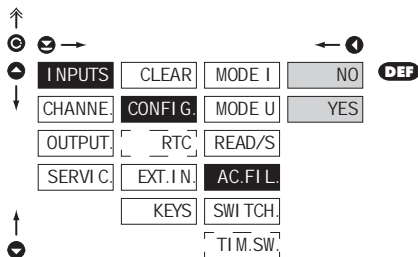 INPUTS CLEAR MODE I NO DEF
CHANNE. CONFIG. MODE U YES
OUTPUT. RTC READ/S
SERVIC. EXT.IN. AC.FIL.
KEYS SWITCH.
TIM.SW.